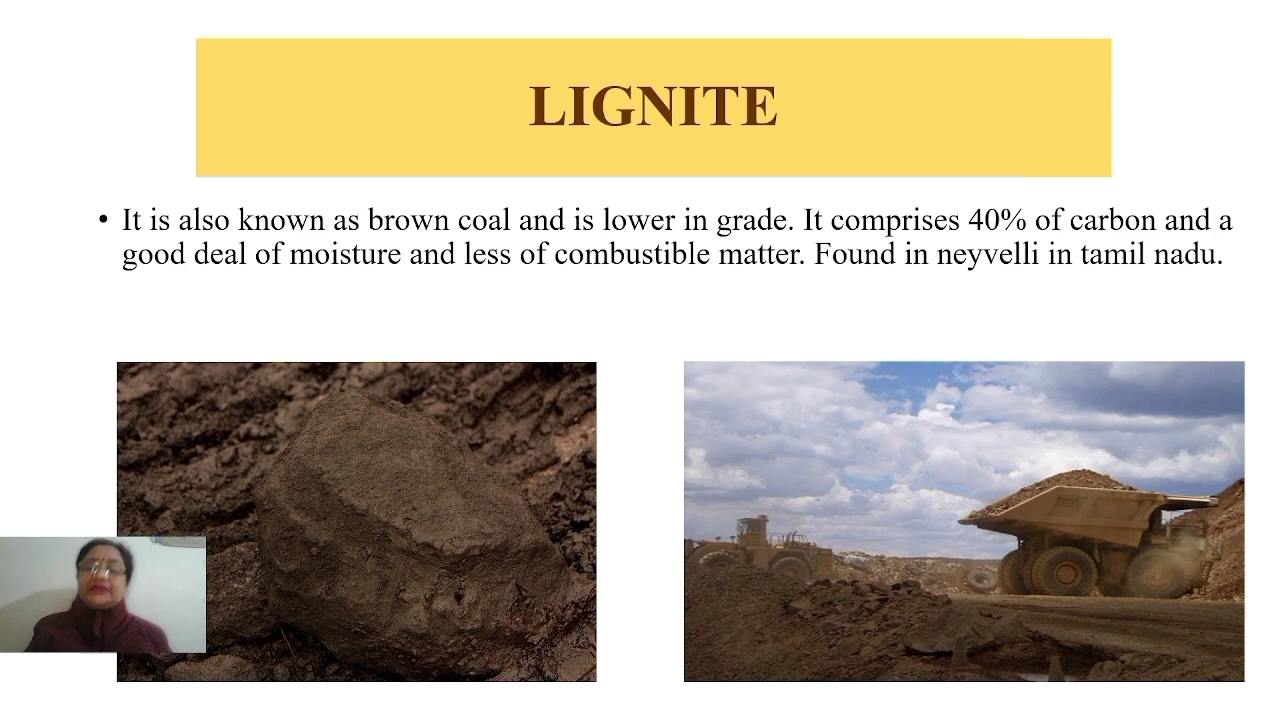 LIGNITE
• It is also known as brown coal and is lower in grade. It comprises 40% of carbon and a
good deal of moisture and less of combustible matter. Found in neyvelli in tamil nadu.